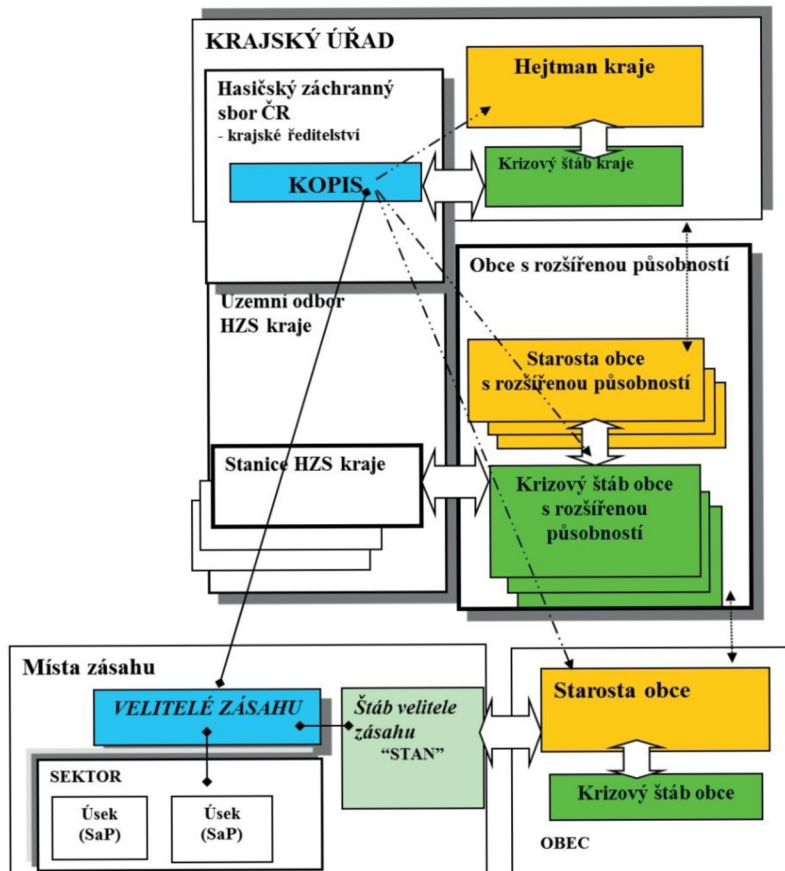 KRAJSKÝ ÚŘAD
Hasičský záchranný
sbor ČR
- krajské ředitelství
KOPIS
Hejtman kraje
Krizový štáb kraje
Územní odbor
HZS kraje
Stanice HZS kraje
Obce s rozšířenou působností
Starosta obce
s rozšířenou působností
Krizový štáb obce
s rozšířenou
působností
Místa zásahu
VELITELÉ ZÁSAHU
Štáb velitele
zásahu
“STAN”
SEKTOR
Úsek
(SaP)
Úsek
(SaP)
Starosta obce
Krizový štáb obce
OBEC